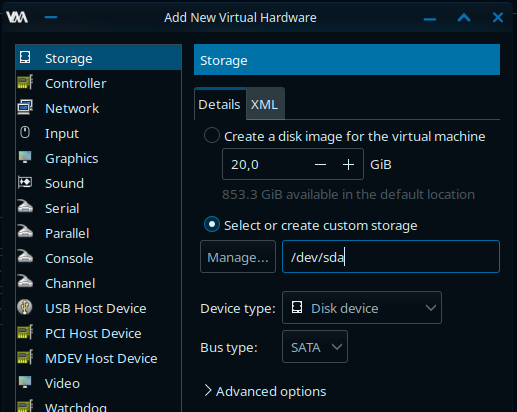 Add New Virtual Hardware
Storage
Controller
Network
Input
Graphics
Sound
Serial
Parallel
Console
Channel
USB Host Device
PCI Host Device
MDEV Host Device
Video
Watchdog
Storage
Details
XML
Create a disk image for the virtual machine
20,0 GiB
853.3 GiB available in the default location
Select or create custom storage
Manage... /dev/sda
Device type: Disk device
Bus type: SATA
Advanced options